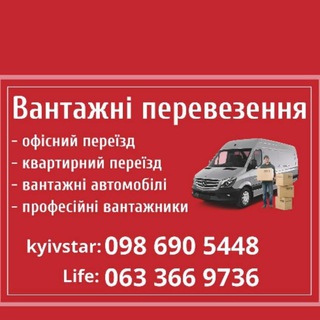 Вантажні перевезення
- офісний переїзд
- квартирний переїзд
- вантажні автомобілі
- професійні вантажники
kyivstar: 098 690 5448
Life: 063 366 9736